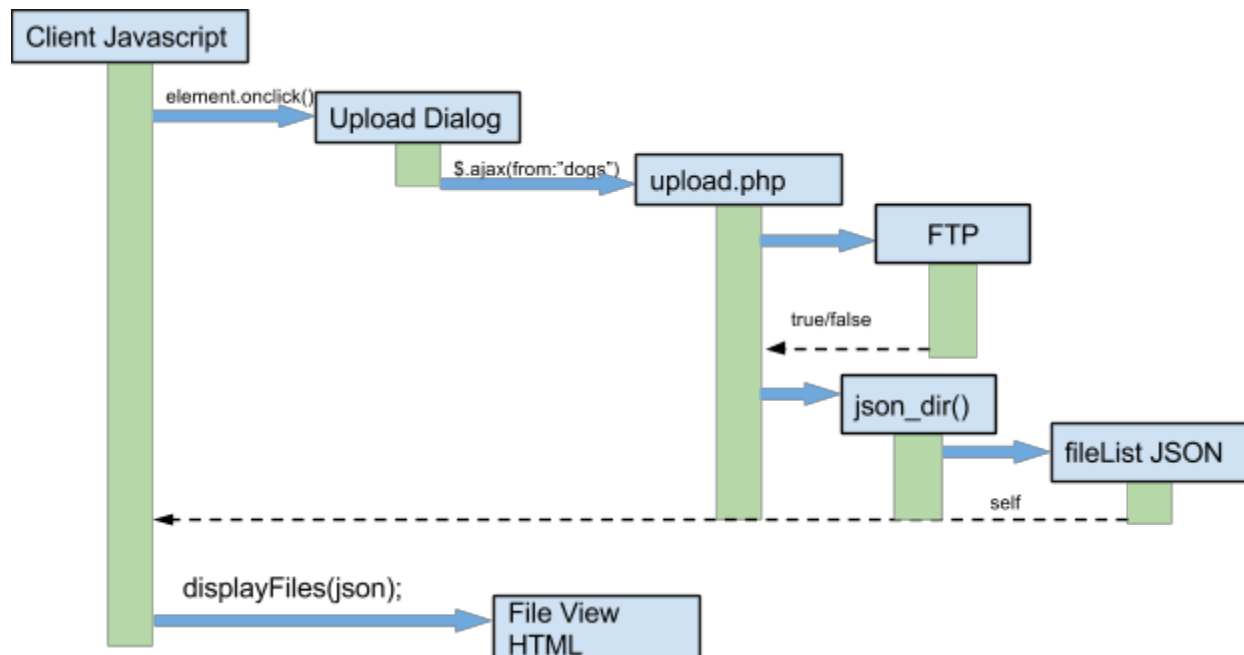 Client Javascript
element.onclick()
Upload Dialog
$.ajax(from:"dogs")
upload.php
FTP
true/false
json_dir()
fileList JSON
self
displayFiles(json);
File View
HTML